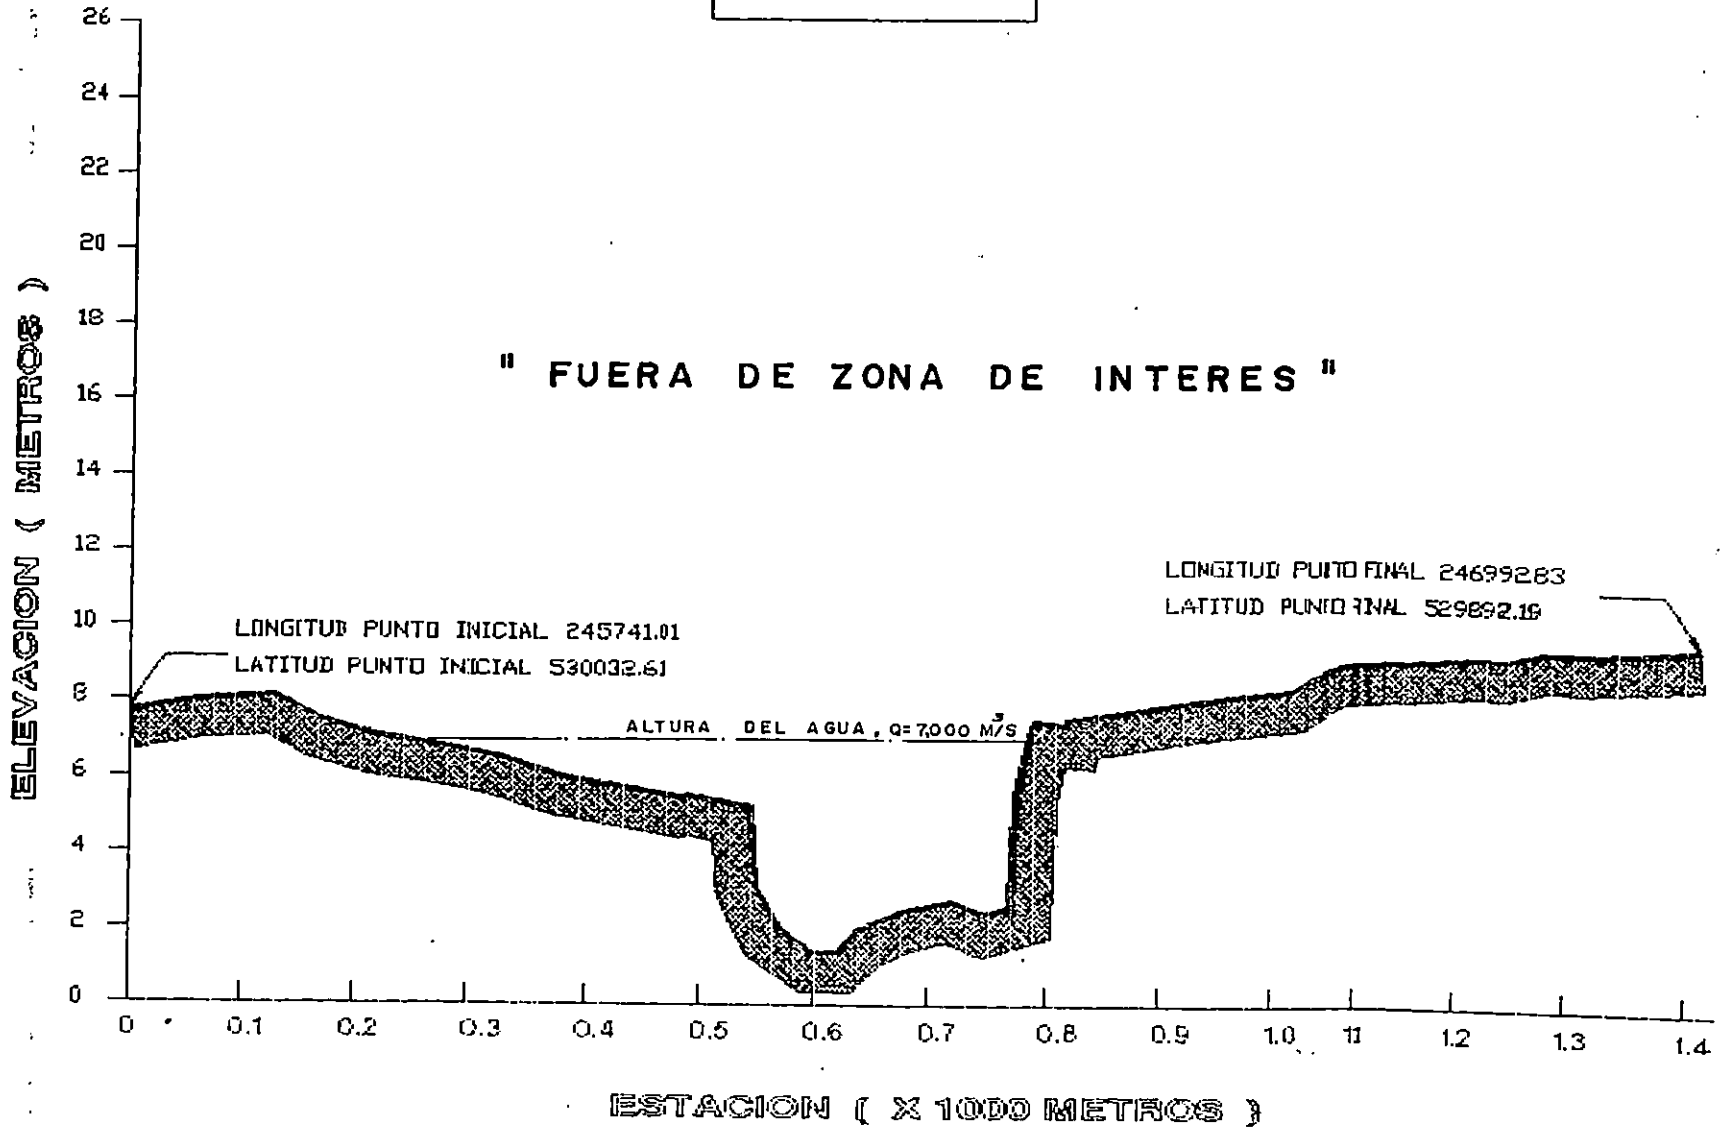 26
24
22
20
18
16
14
12
10
8
6
4
2
0
ELEVACION ( METROS )
" FUERA DE ZONA DE INTERES "
LONGITUD PUNTO FINAL 246992.83
LATITUD PUNTO FINAL 529892.19
LONGITUD PUNTO INICIAL 245741.01
LATITUD PUNTO INICIAL 530032.61
ALTURA DEL AGUA, Q=7,000 M³/S
0 0.1 0.2 0.3 0.4 0.5 0.6 0.7 0.8 0.9 1.0 11 1.2 1.3 1.4
ESTACION ( X 1000 METROS )